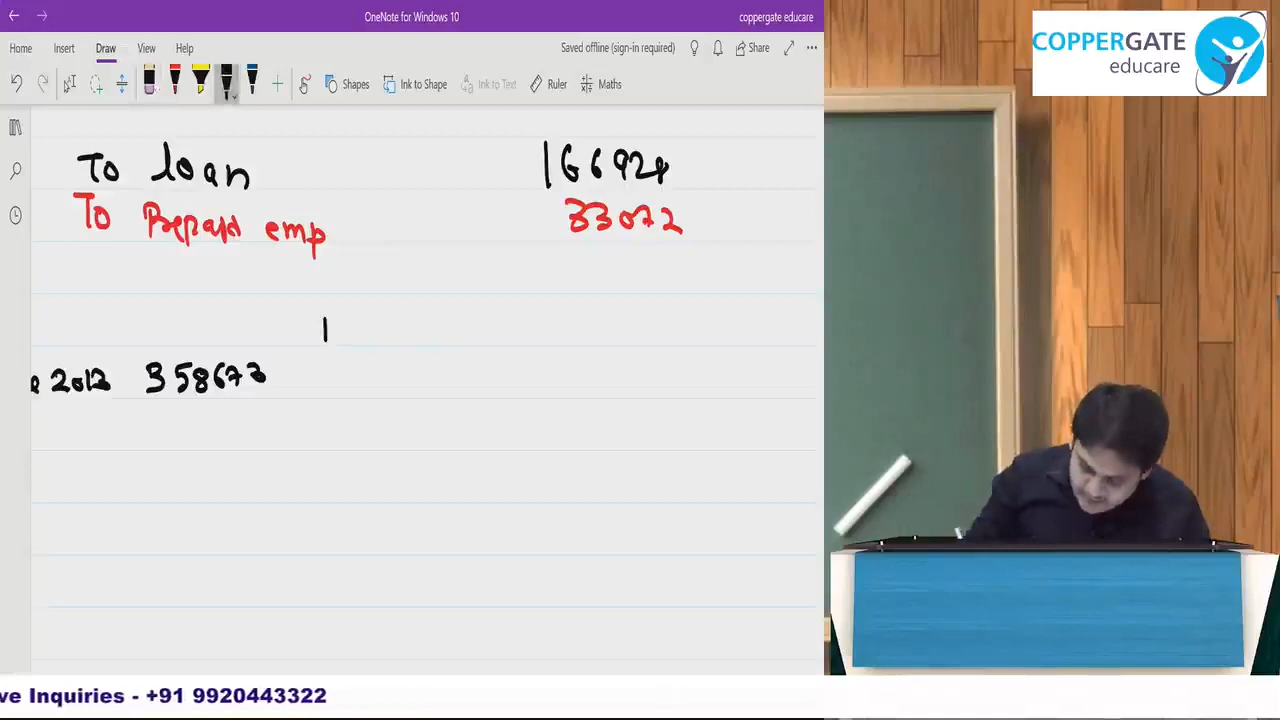 OneNote for Windows 10
coppergate educare
Home Insert Draw View Help
Saved offline (sign-in required)
Share
Shapes
Ink to Shape
Ink to Text
Ruler
Maths
COPPERGATE
educare
To loan 166928
To Prepaid emp 33072
2012 358673
ve Inquiries - +91 9920443322